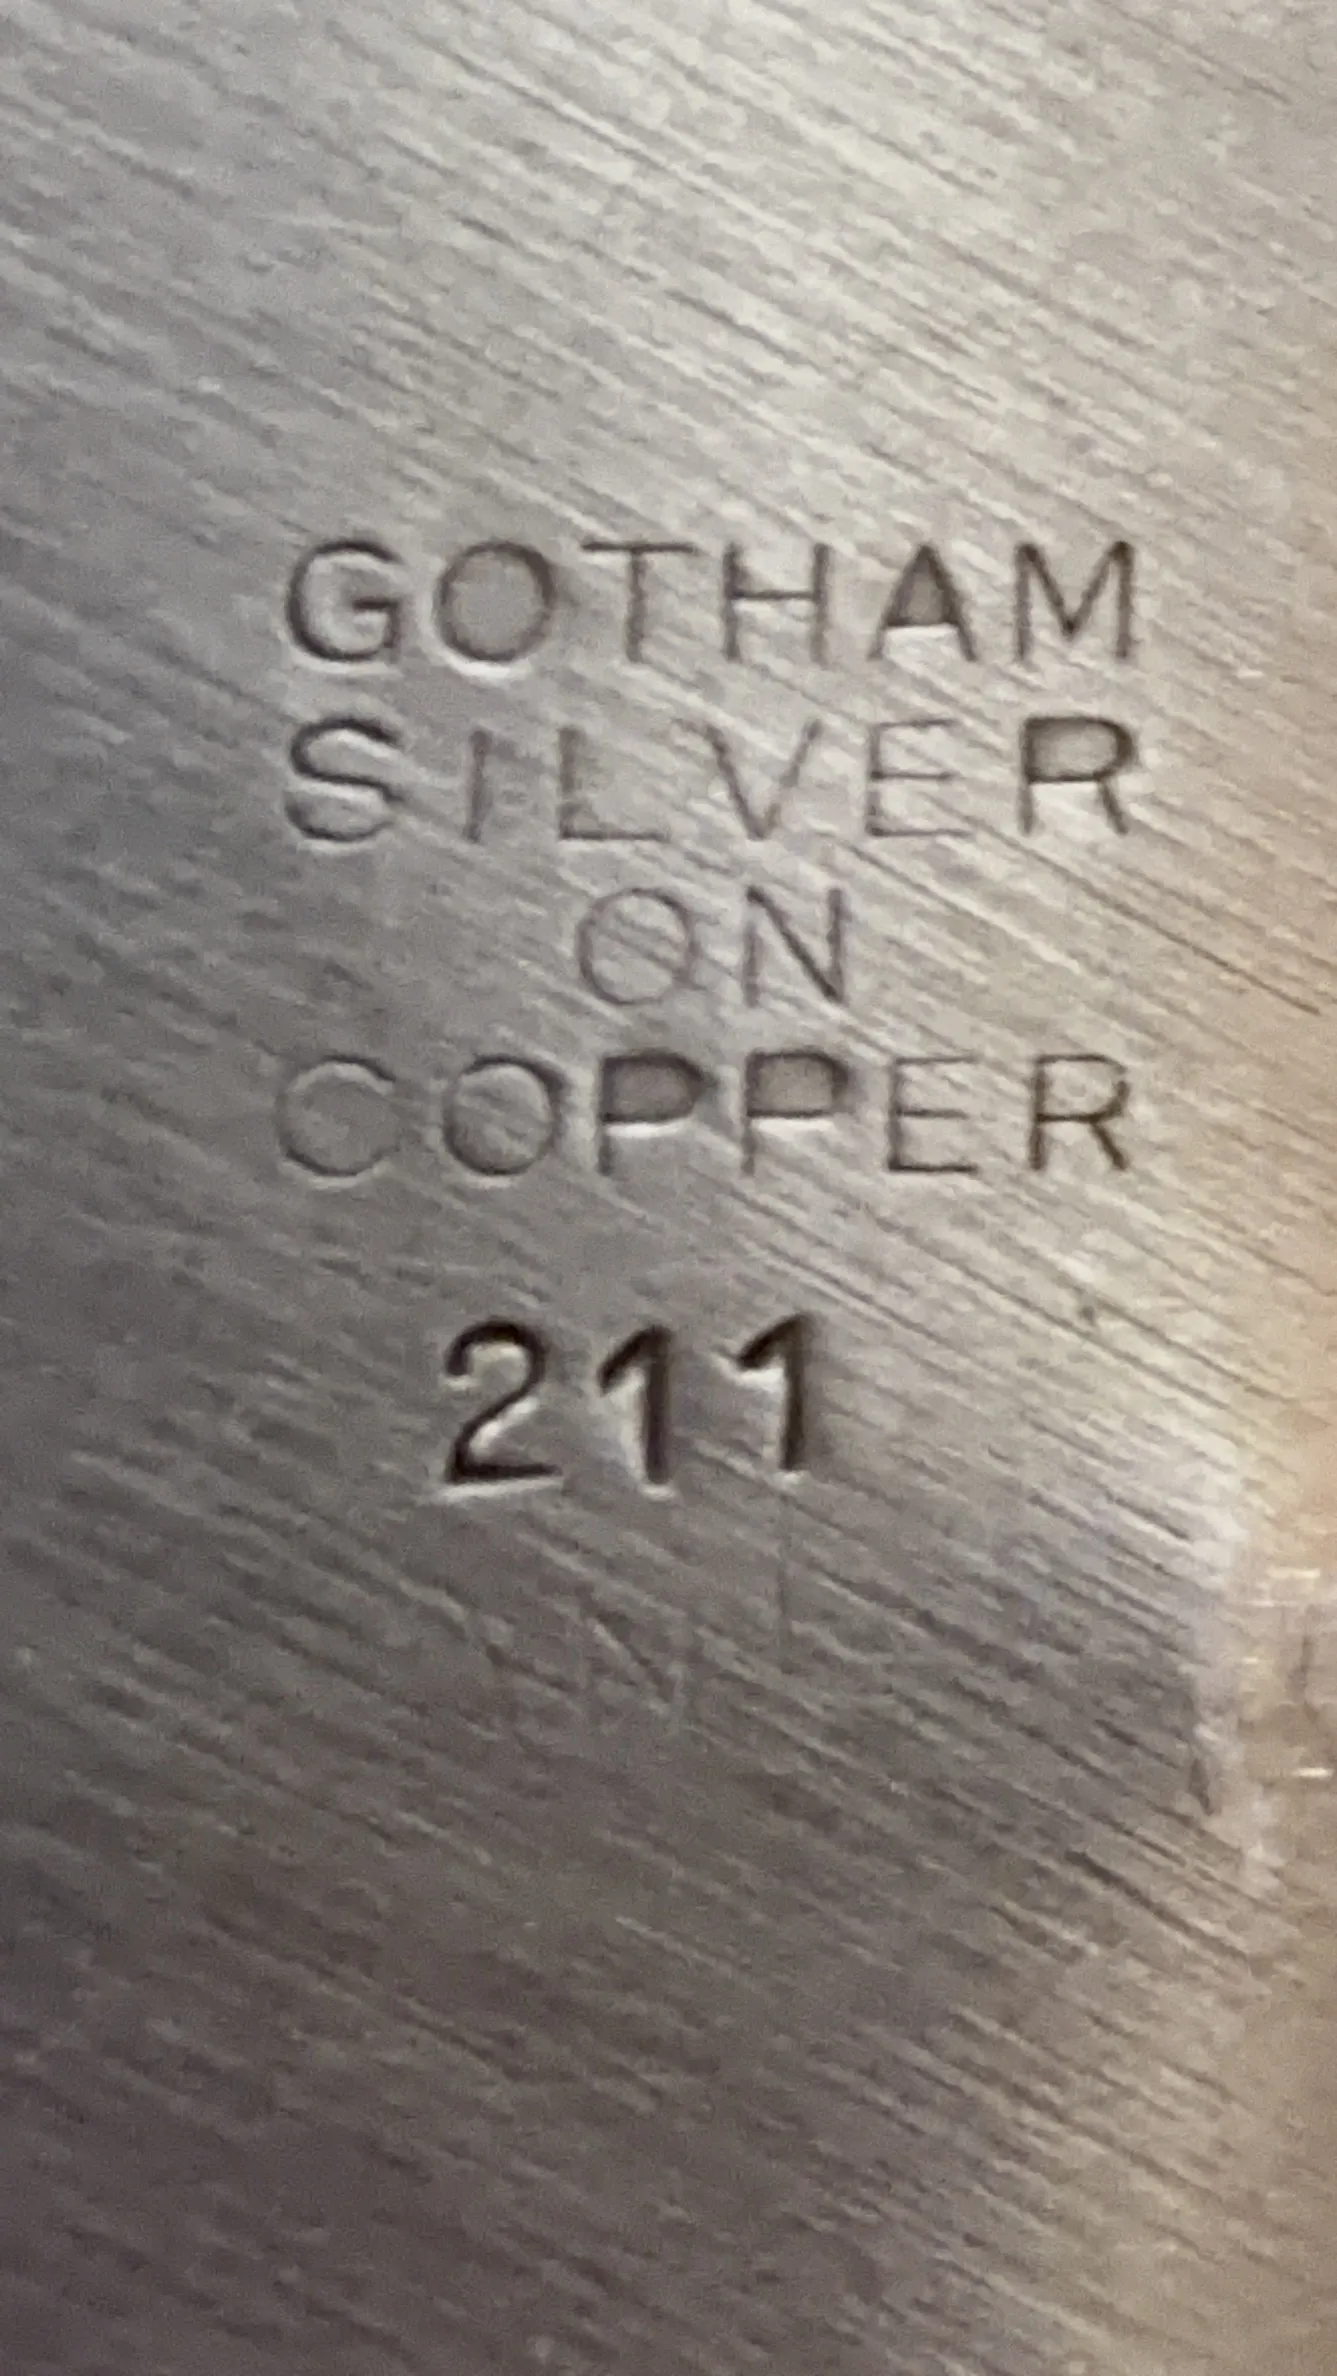 GOTHAM
SILVER
ON
COPPER
211